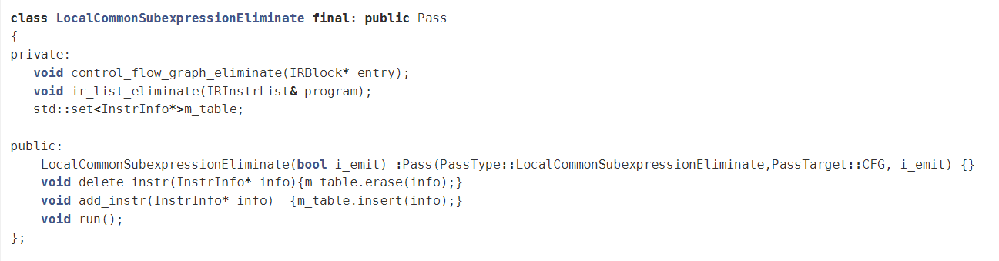 class LocalCommonSubexpressionEliminate final: public Pass
{
private:
   void control_flow_graph_eliminate(IRBlock* entry);
   void ir_list_eliminate(IRInstrList& program);
   std::set<InstrInfo*>m_table;

public:
    LocalCommonSubexpressionEliminate(bool i_emit) :Pass(PassType::LocalCommonSubexpressionEliminate,PassTarget::CFG, i_emit) {}
    void delete_instr(InstrInfo* info){m_table.erase(info);}
    void add_instr(InstrInfo* info)  {m_table.insert(info);}
    void run();
};